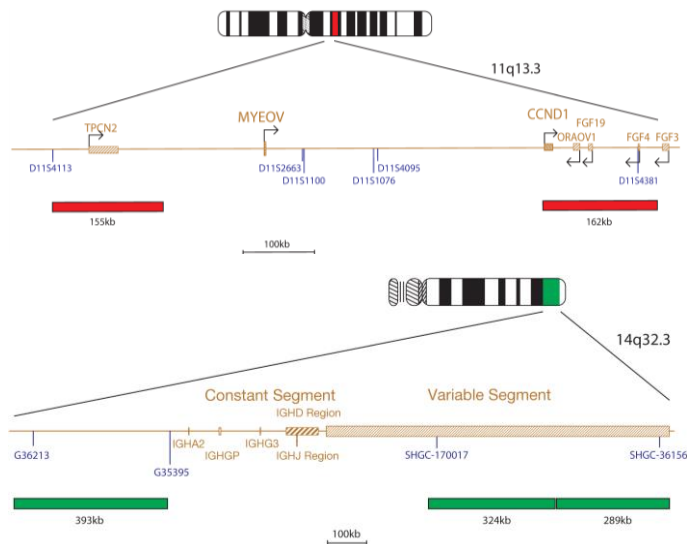 11q13.3
TPCN2
MYEOV
CCND1
FGF19
ORAOV1
FGF4
FGF3
D11S4113
D11S2663
D11S1100
D11S4095
D11S1076
D11S4381
155kb
162kb
100kb
14q32.3
Constant Segment
Variable Segment
IGHD Region
IGHA2
IGHGP
IGHG3
IGHJ Region
G36213
G35395
SHGC-170017
SHGC-36156
393kb
324kb
289kb
100kb